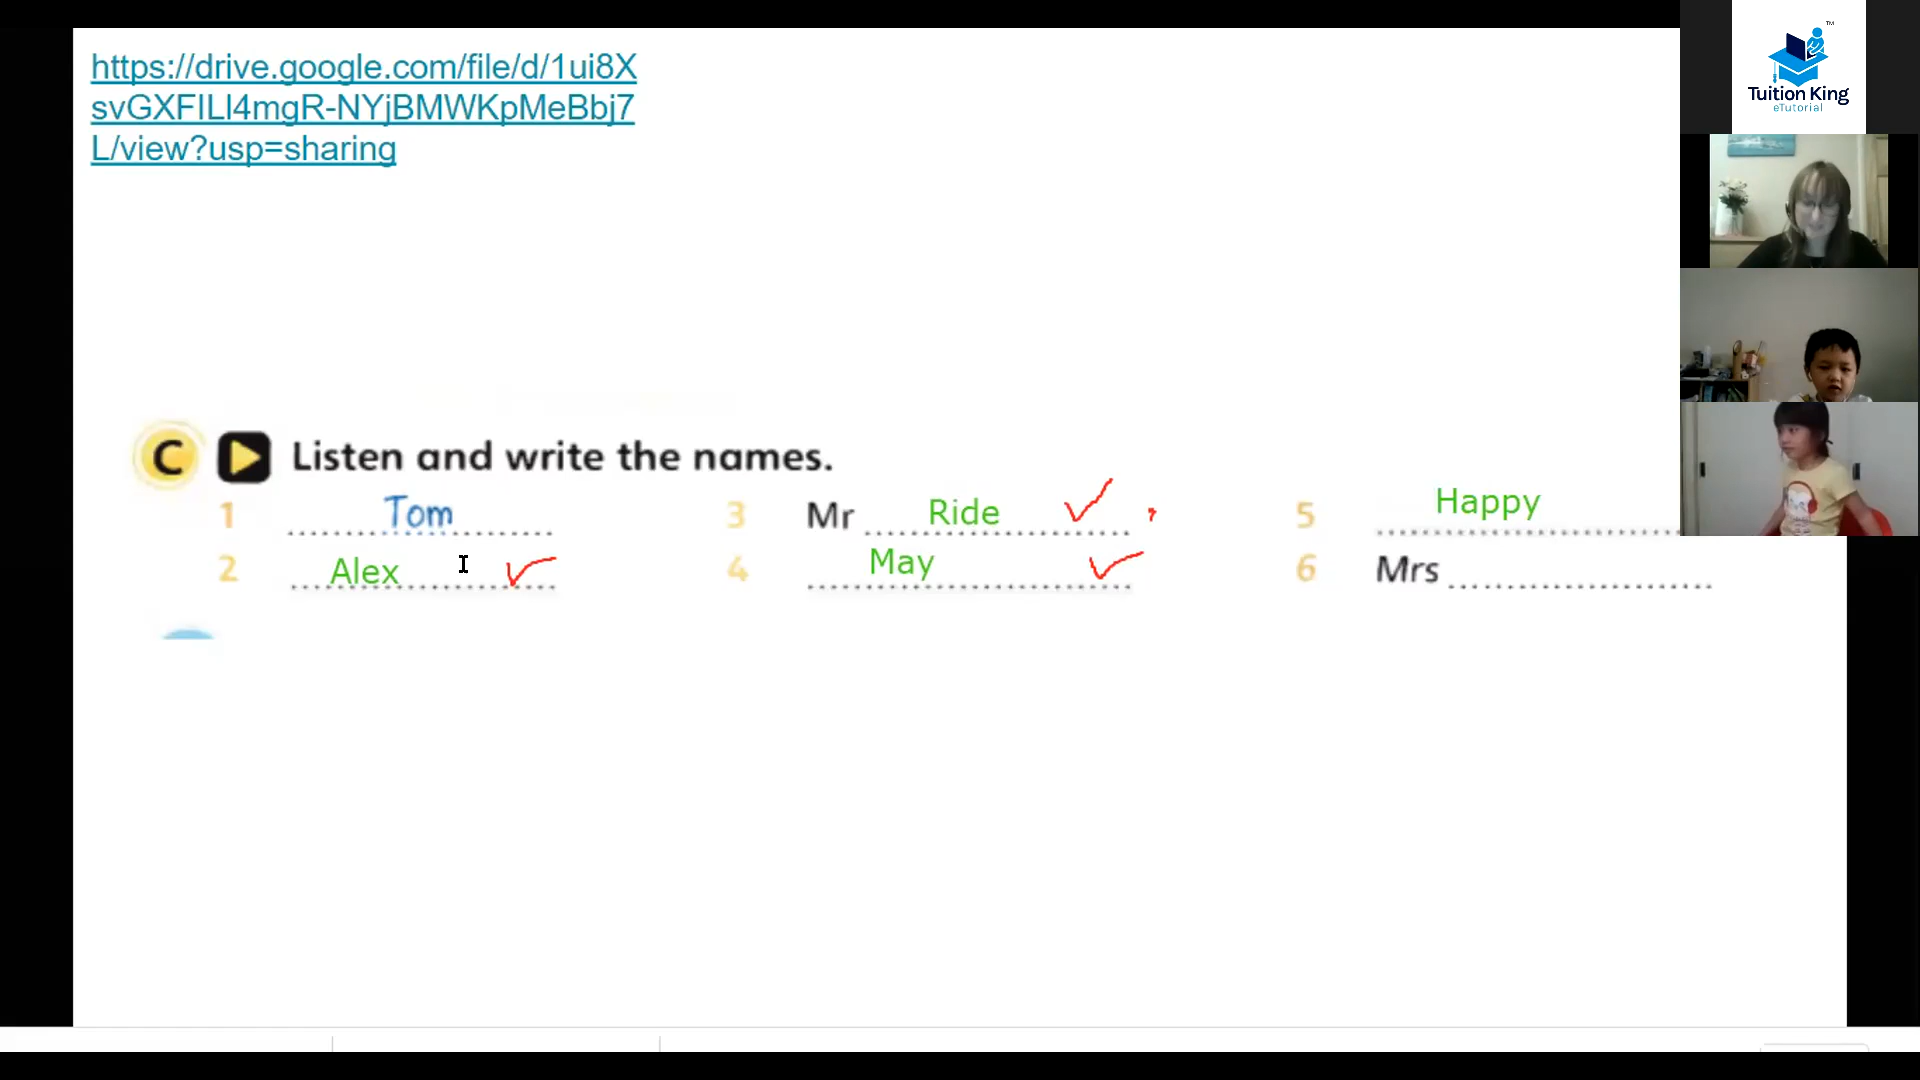 https://drive.google.com/file/d/1ui8X
svGXFILl4mgR-NYjBMWKpMeBbj7
L/view?usp=sharing
TM
Tuition King
eTutorial
C Listen and write the names.
1 Tom 3 Mr Ride 5 Happy
2 Alex 4 May 6 Mrs